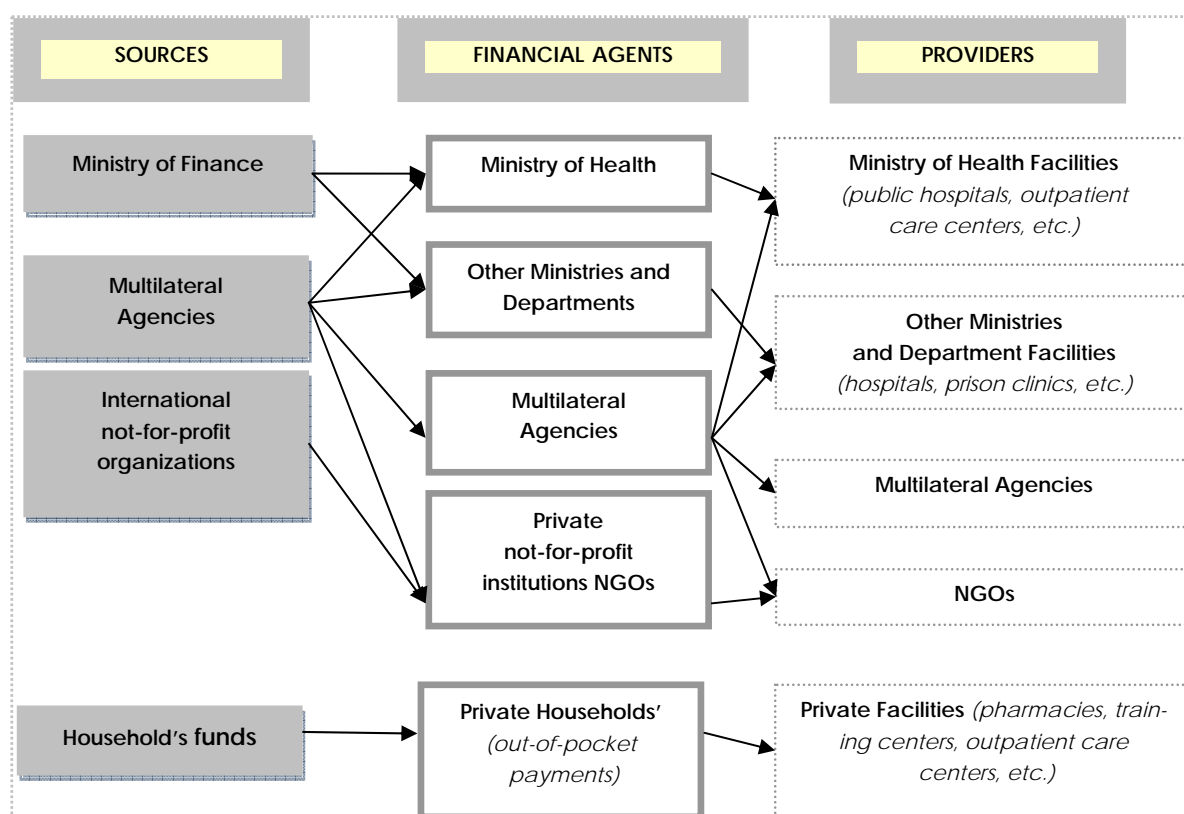 SOURCES
FINANCIAL AGENTS
PROVIDERS
Ministry of Finance
Multilateral
Agencies
International
not-for-profit
organizations
Household's funds
Ministry of Health
Other Ministries and
Departments
Multilateral
Agencies
Private
not-for-profit
institutions NGOs
Private Households'
(out-of-pocket
payments)
Ministry of Health Facilities
(public hospitals, outpatient
care centers, etc.)
Other Ministries
and Department Facilities
(hospitals, prison clinics, etc.)
Multilateral Agencies
NGOs
Private Facilities (pharmacies, train-
ing centers, outpatient care
centers, etc.)